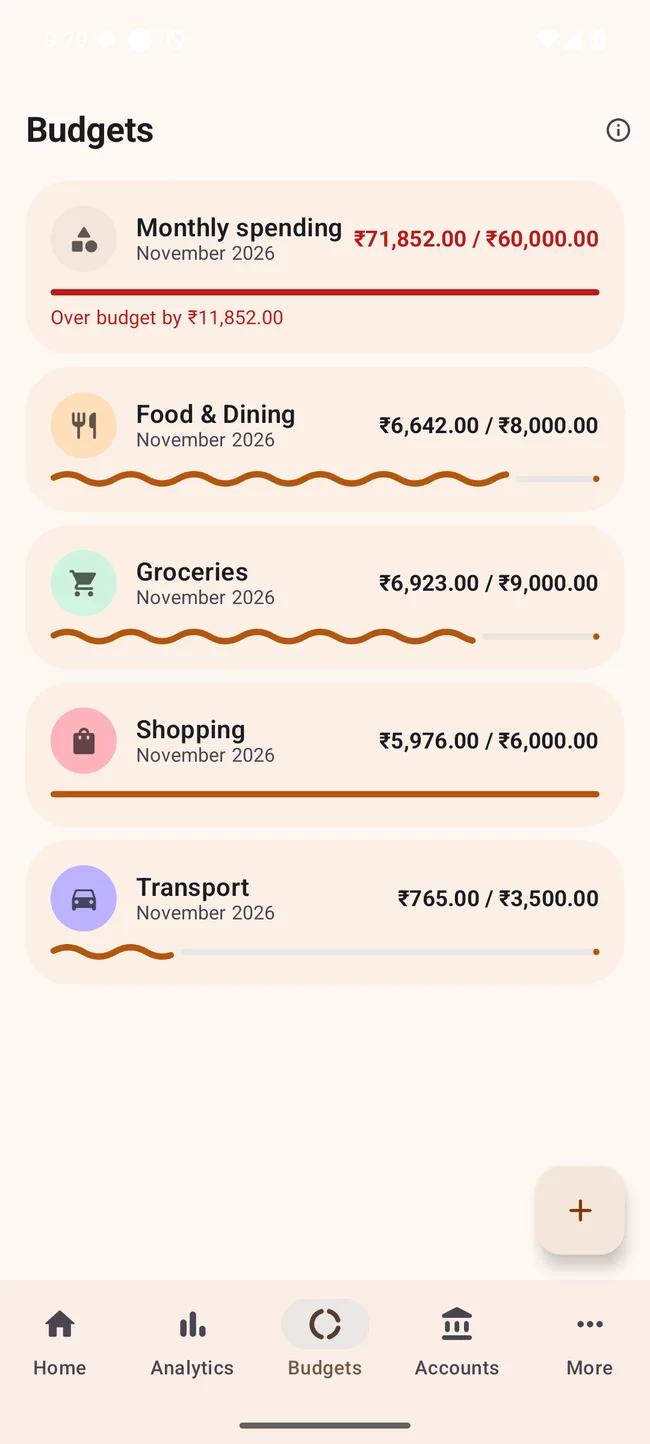 9:29
Budgets
Monthly spending
November 2026
₹71,852.00 / ₹60,000.00
Over budget by ₹11,852.00
Food & Dining
November 2026
₹6,642.00 / ₹8,000.00
Groceries
November 2026
₹6,923.00 / ₹9,000.00
Shopping
November 2026
₹5,976.00 / ₹6,000.00
Transport
November 2026
₹765.00 / ₹3,500.00
Home
Analytics
Budgets
Accounts
More